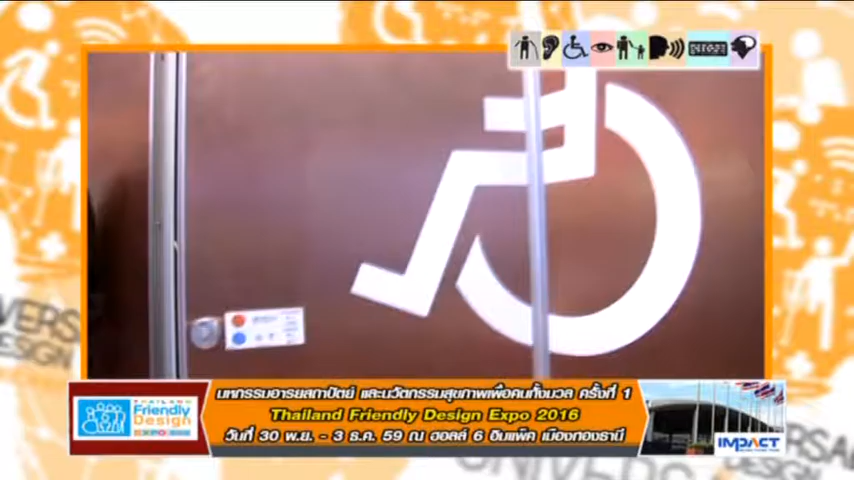 มหกรรมอารยสถาปัตย์ และนวัตกรรมสุขภาพเพื่อคนทั้งมวล ครั้งที่ 1
Thailand Friendly Design Expo 2016
วันที่ 30 พ.ย. - 3 ธ.ค. 59 ณ ฮอลล์ 6 อิมแพ็ค เมืองทองธานี
THAILAND
Friendly
Design
EXPO
IMPACT
UNIVERSAL
DESIGN